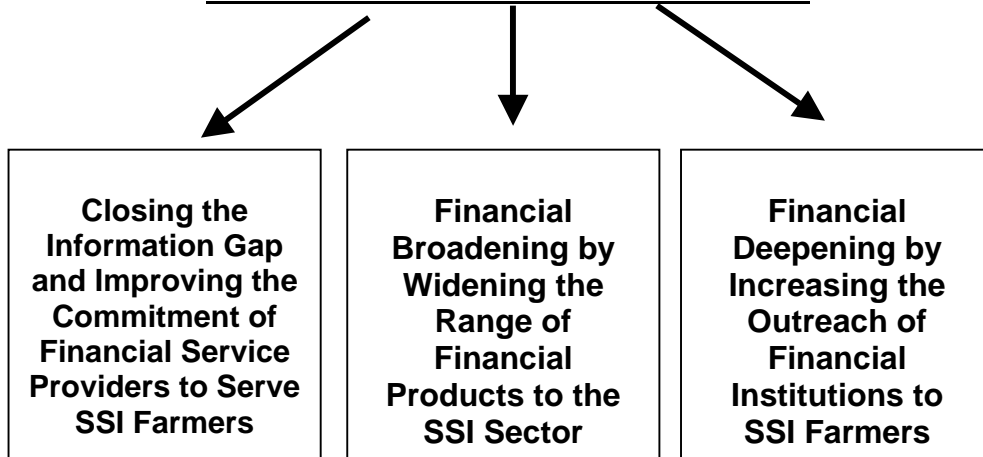 Closing the
Information Gap
and Improving the
Commitment of
Financial Service
Providers to Serve
SSI Farmers
Financial
Broadening by
Widening the
Range of
Financial
Products to the
SSI Sector
Financial
Deepening by
Increasing the
Outreach of
Financial
Institutions to
SSI Farmers